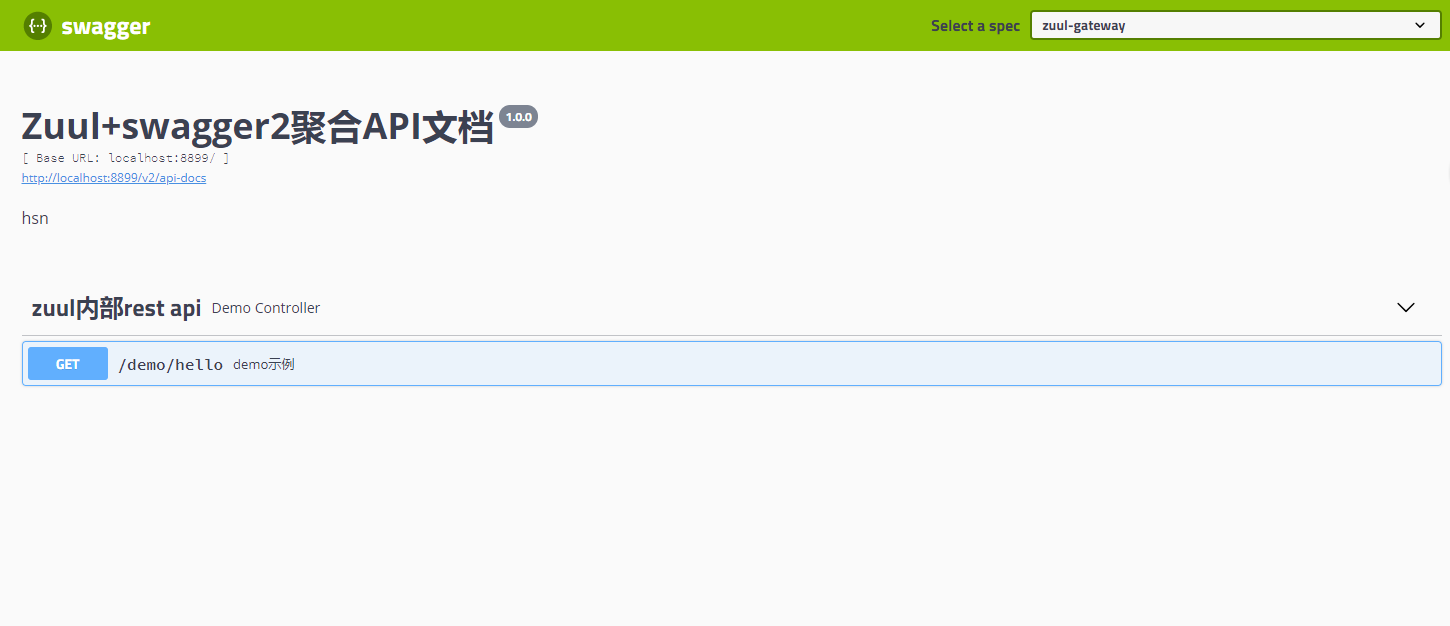 {···} swagger Select a spec zuul-gateway
Zuul+swagger2聚合API文档 1.0.0
[ Base URL: localhost:8899/ ]
http://localhost:8899/v2/api-docs
hsn
zuul内部rest api Demo Controller
GET /demo/hello demo示例